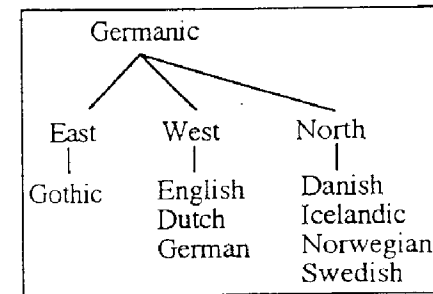 Germanic
East West North
Gothic English Danish
Dutch Icelandic
German Norwegian
Swedish